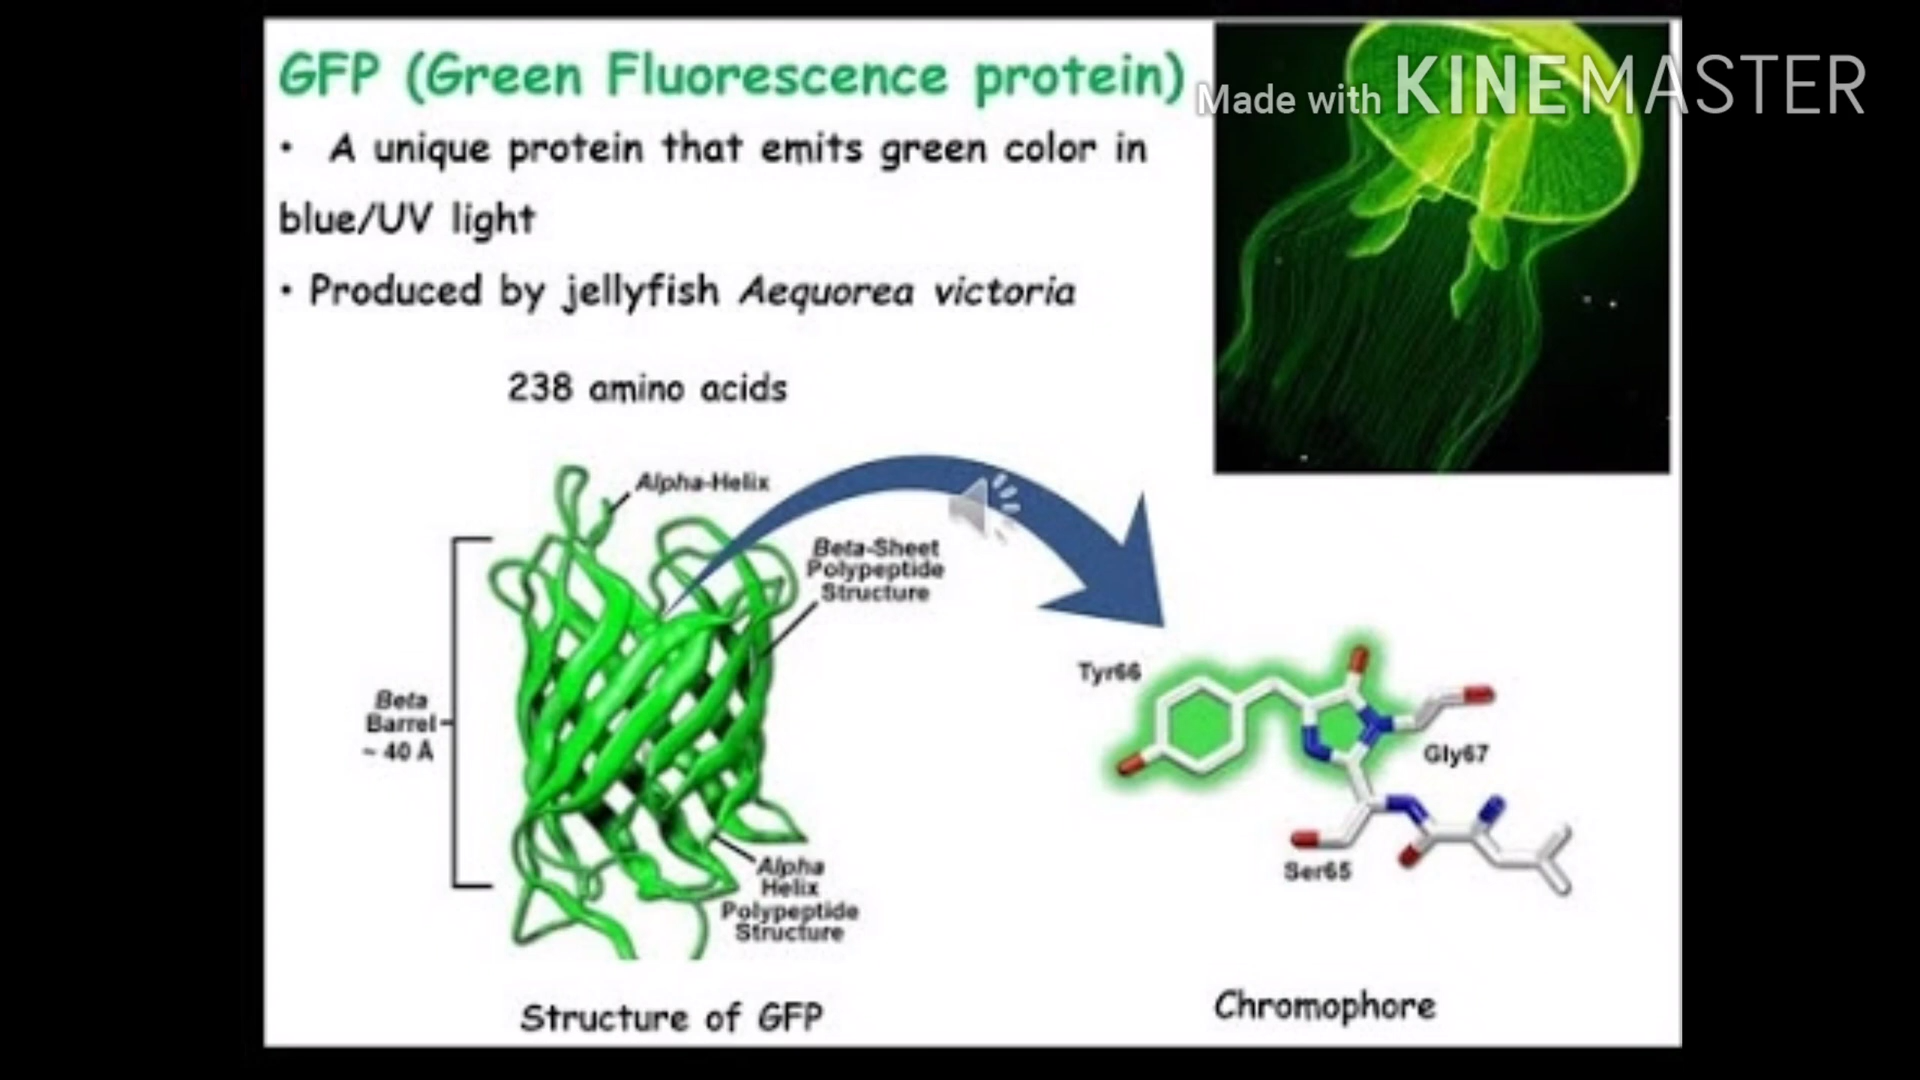 GFP (Green Fluorescence protein)
Made with KINEMASTER
• A unique protein that emits green color in
blue/UV light
• Produced by jellyfish Aequorea victoria
238 amino acids
Alpha-Helix
Beta-Sheet
Polypeptide
Structure
Beta
Barrel
~ 40 Å
Alpha
Helix
Polypeptide
Structure
Structure of GFP
Tyr66
Gly67
Ser65
Chromophore